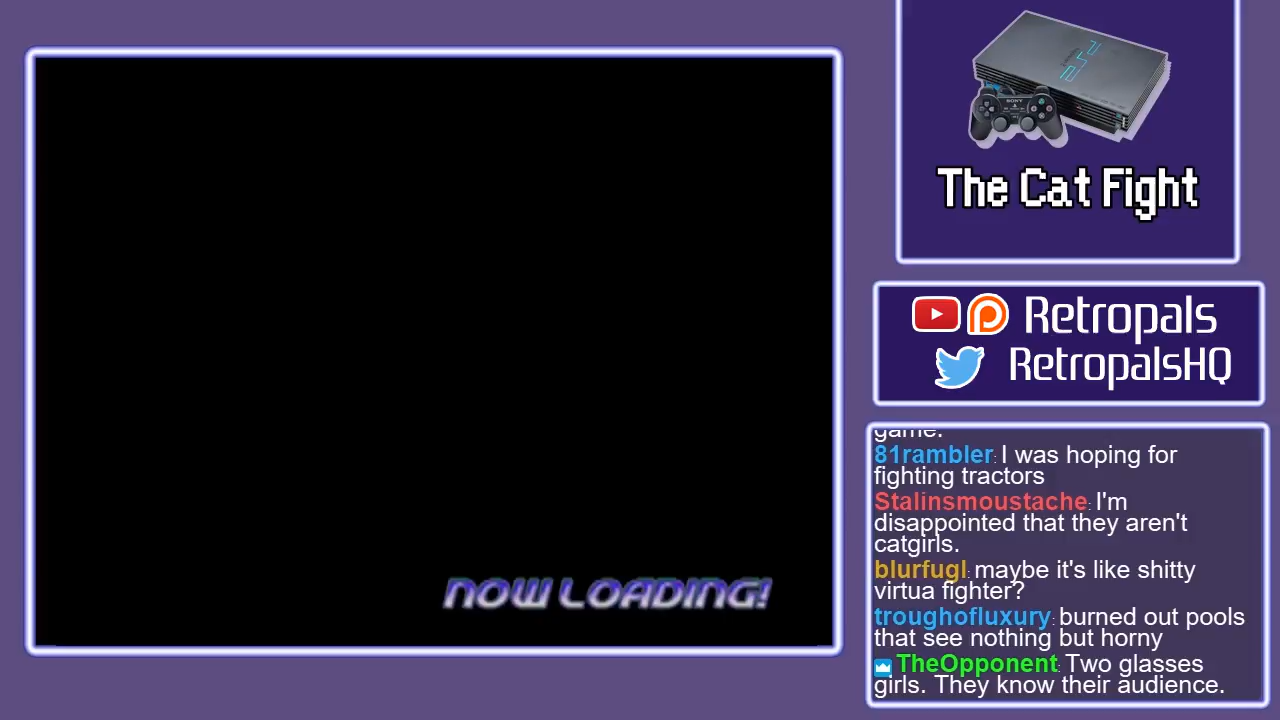 The Cat Fight
Retropals
RetropalsHQ
game.
81rambler: I was hoping for
fighting tractors
Stalinsmoustache: I'm
disappointed that they aren't
catgirls.
blurfugl: maybe it's like shitty
virtua fighter?
troughofluxury: burned out pools
that see nothing but horny
TheOpponent: Two glasses
girls. They know their audience.
NOW LOADING!